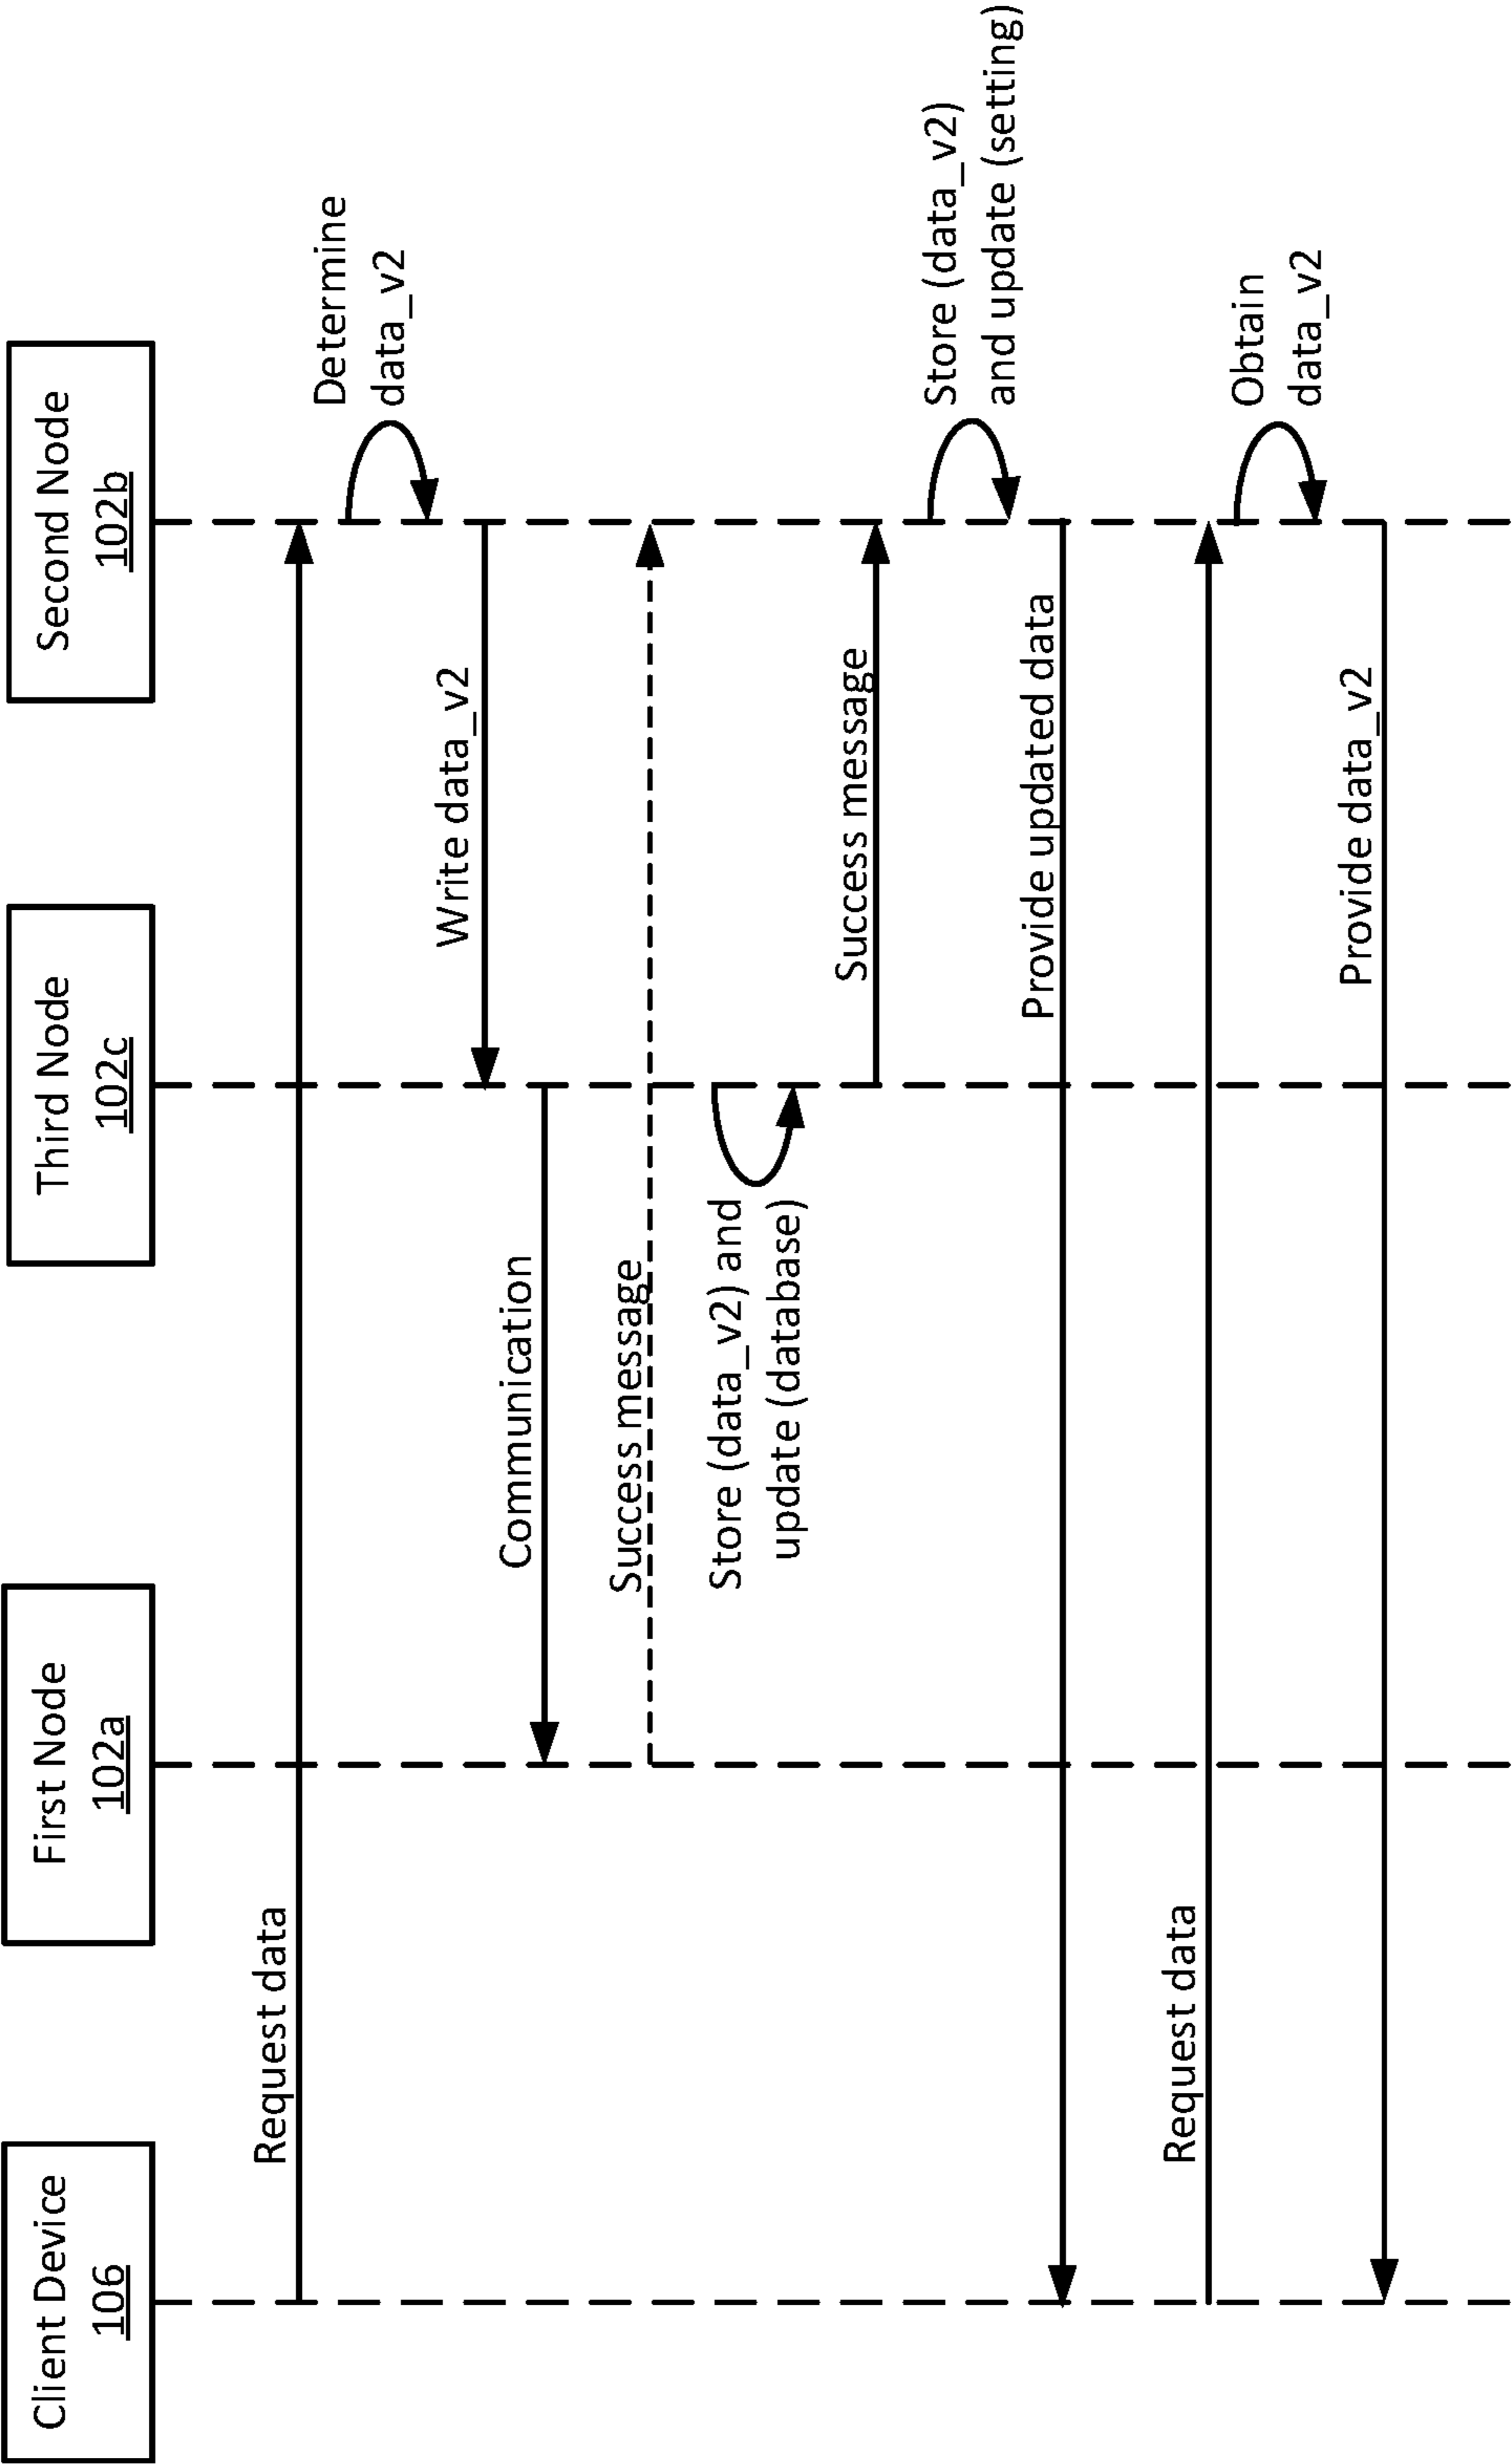 Client Device
106
First Node
102a
Third Node
102c
Second Node
102b
Request data
Determine
data_v2
Write data_v2
Communication
Success message
Store (data_v2) and
update (database)
Success message
Store (data_v2)
and update (setting)
Provide updated data
Request data
Obtain
data_v2
Provide data_v2